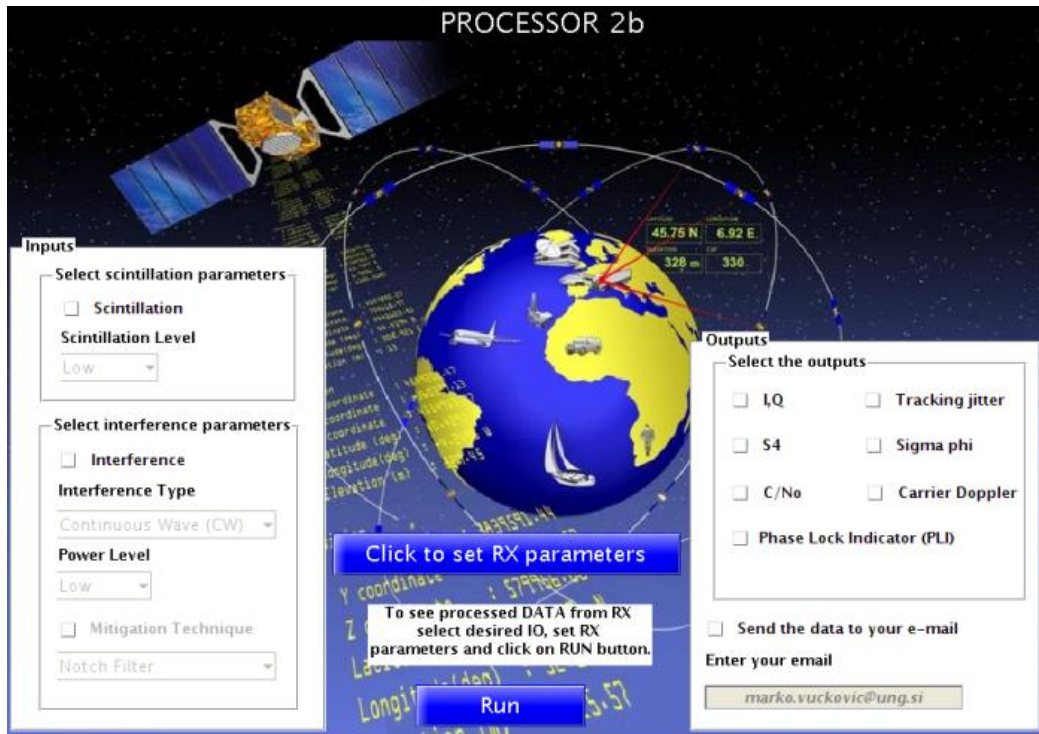 PROCESSOR 2b
45.75 N 6.92 E
328 m 330
Inputs
Select scintillation parameters
Scintillation
Scintillation Level
Low
Select interference parameters
Interference
Interference Type
Continuous Wave (CW)
Power Level
Low
Mitigation Technique
Notch Filter
Click to set RX parameters
To see processed DATA from RX
select desired IO, set RX
parameters and click on RUN button.
Run
Outputs
Select the outputs
I,Q
Tracking jitter
S4
Sigma phi
C/No
Carrier Doppler
Phase Lock Indicator (PLI)
Send the data to your e-mail
Enter your email
marko.vuckovic@ung.si